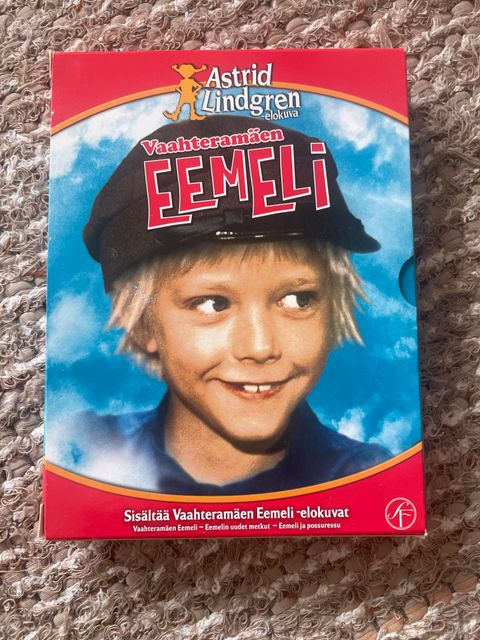 Astrid
Lindgren
-elokuva
Vaahteramäen
EEMELi
Sisältää Vaahteramäen Eemeli -elokuvat
Vaahteramäen Eemeli – Eemelin uudet metkut – Eemeli ja possuressu
SF